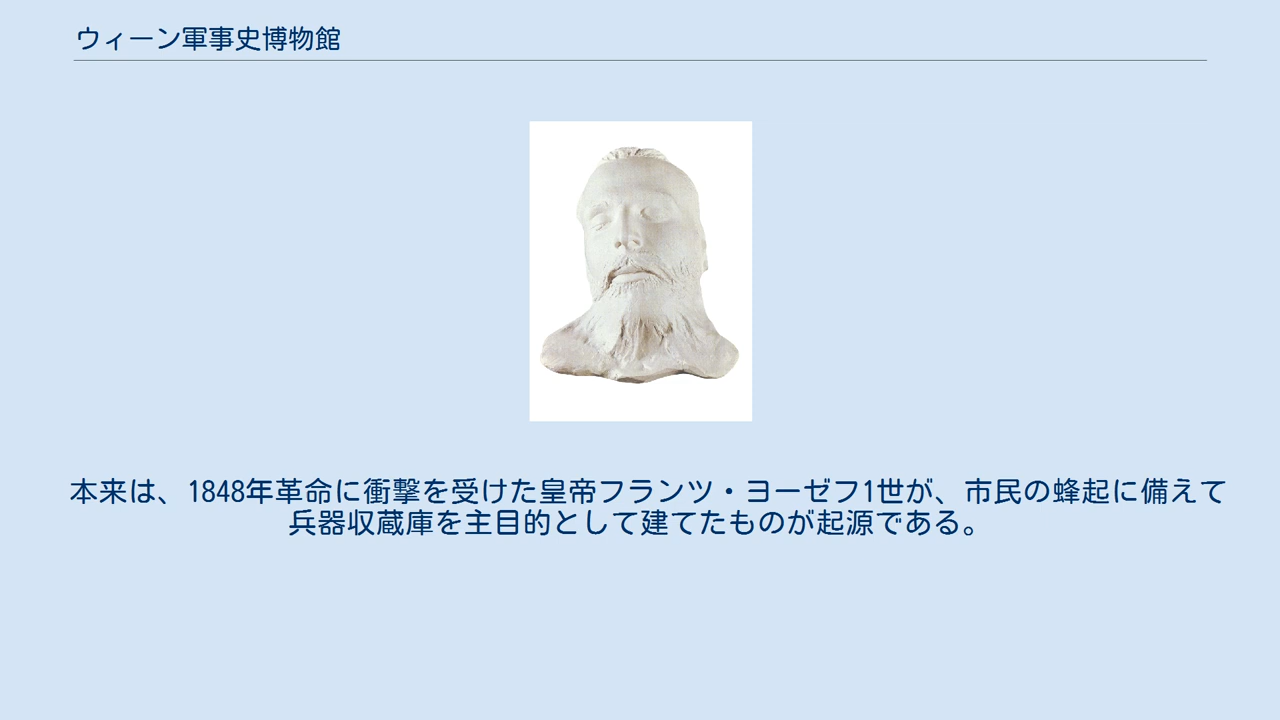 ウィーン軍事史博物館
本来は、1848年革命に衝撃を受けた皇帝フランツ・ヨーゼフ1世が、市民の蜂起に備えて
兵器収蔵庫を主目的として建てたものが起源である。